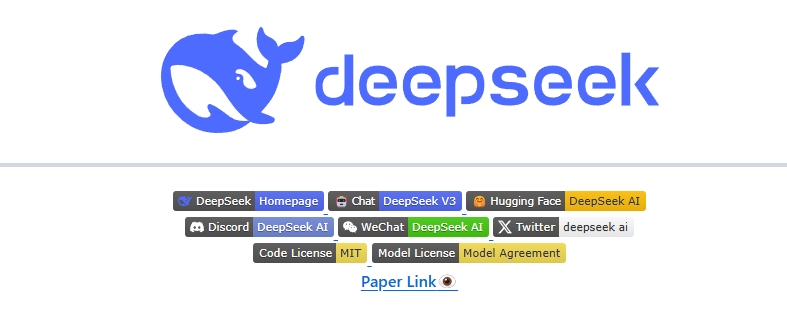 deepseek
DeepSeek Homepage Chat DeepSeek V3 Hugging Face DeepSeek AI
Discord DeepSeek AI WeChat DeepSeek AI Twitter deepseek ai
Code License MIT Model License Model Agreement
Paper Link